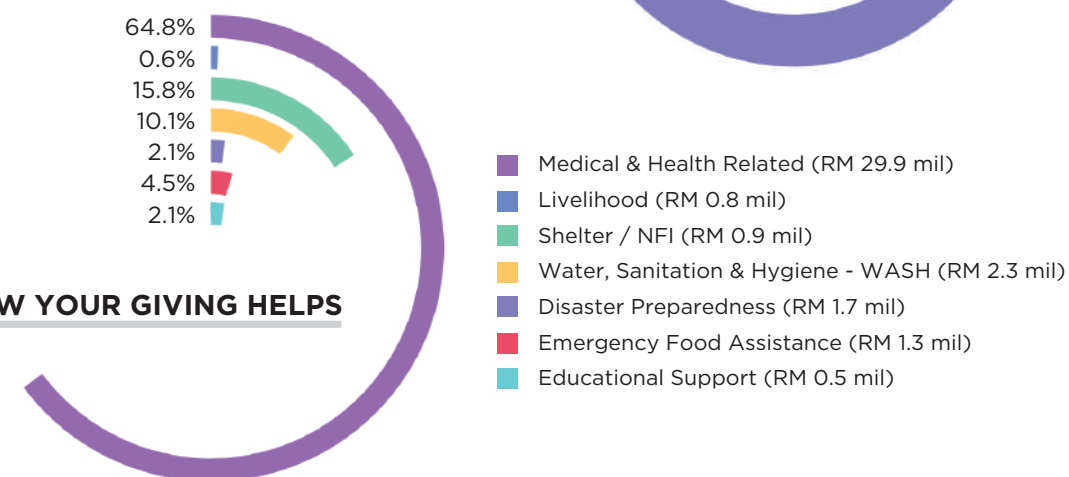 64.8%
0.6%
15.8%
10.1%
2.1%
4.5%
2.1%
YOUR GIVING HELPS
Medical & Health Related (RM 29.9 mil)
Livelihood (RM 0.8 mil)
Shelter / NFI (RM 0.9 mil)
Water, Sanitation & Hygiene - WASH (RM 2.3 mil)
Disaster Preparedness (RM 1.7 mil)
Emergency Food Assistance (RM 1.3 mil)
Educational Support (RM 0.5 mil)